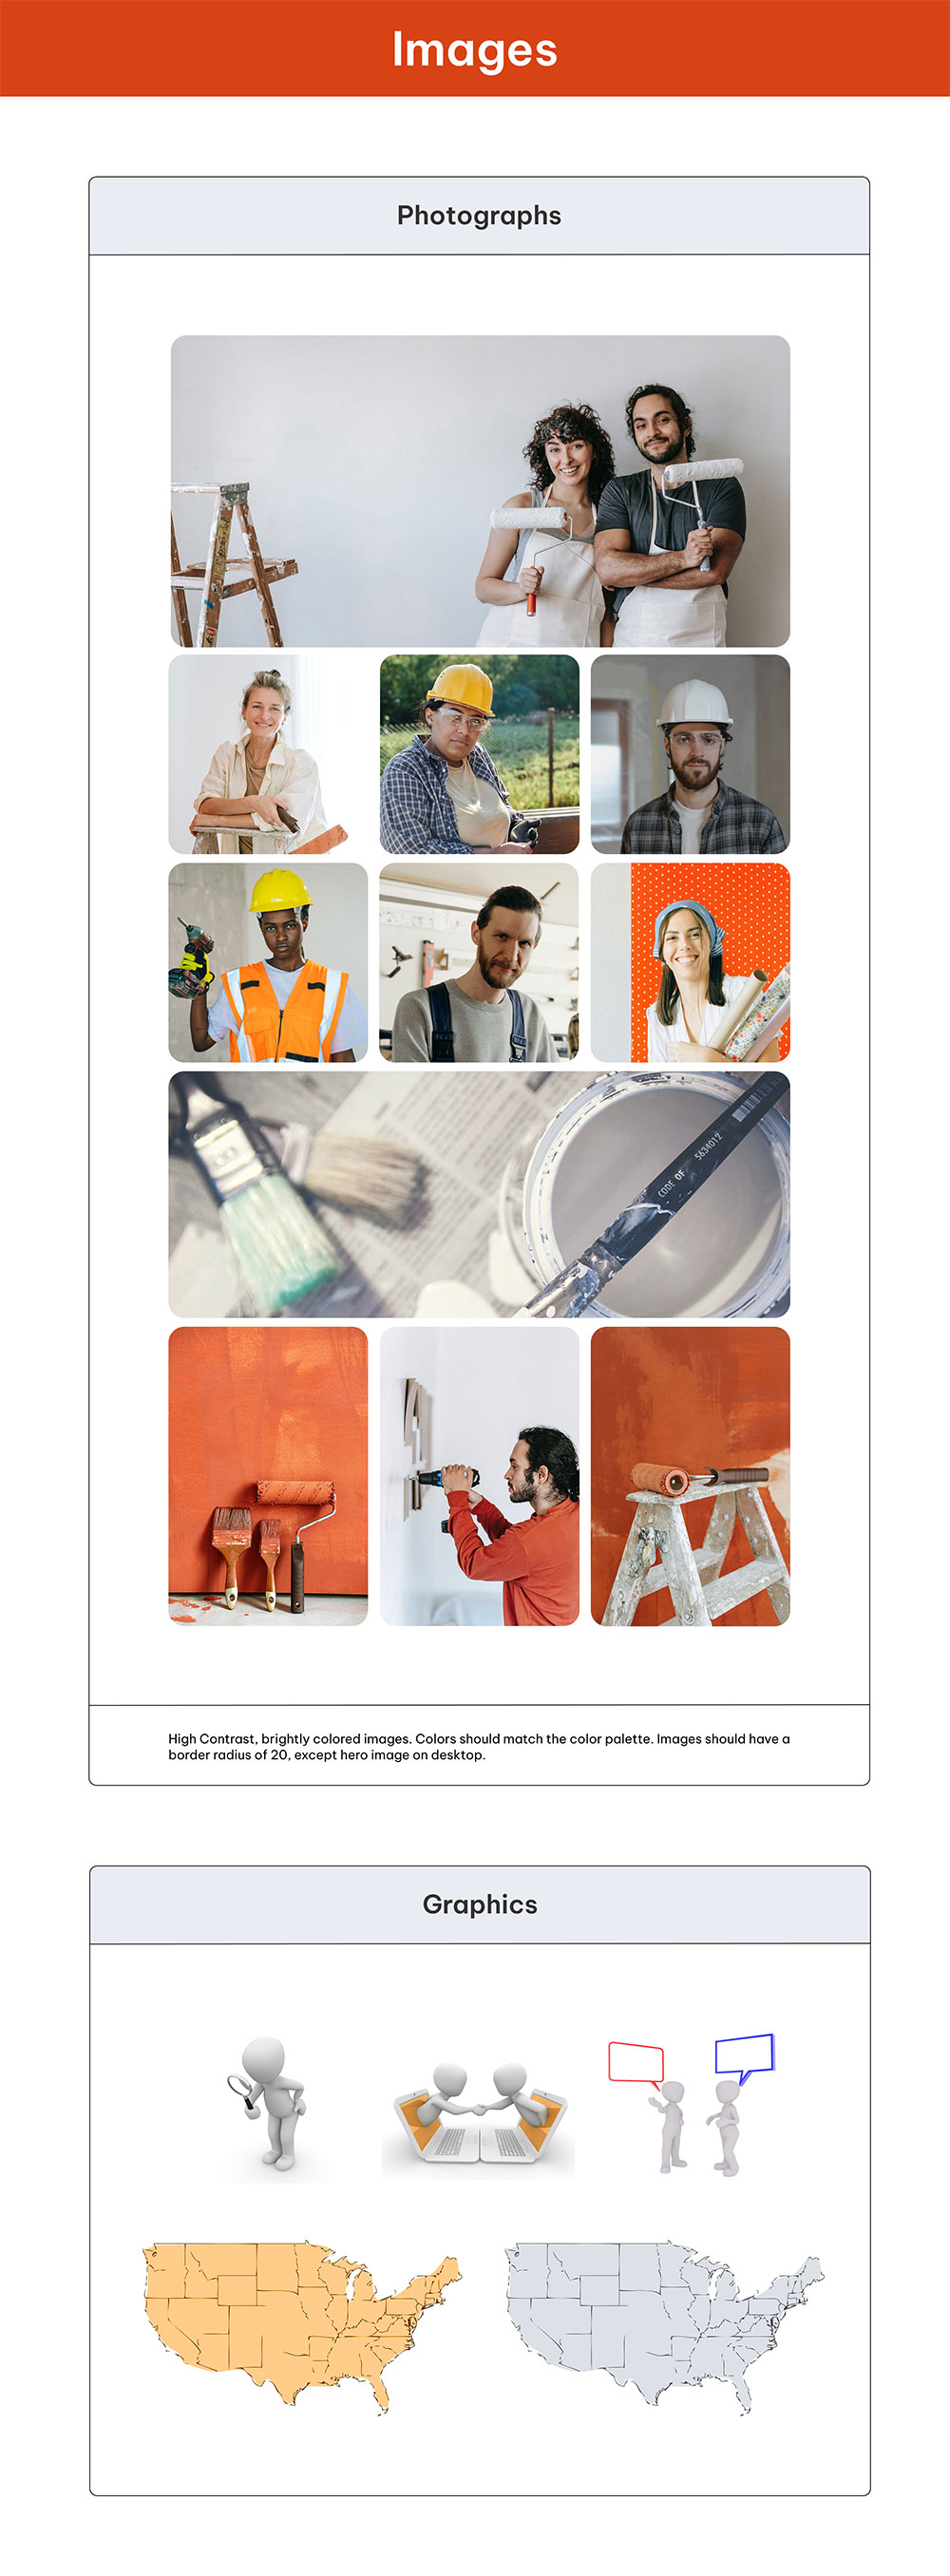 Images
Photographs
CODE OF 5634012
High Contrast, brightly colored images. Colors should match the color palette. Images should have a
border radius of 20, except hero image on desktop.
Graphics